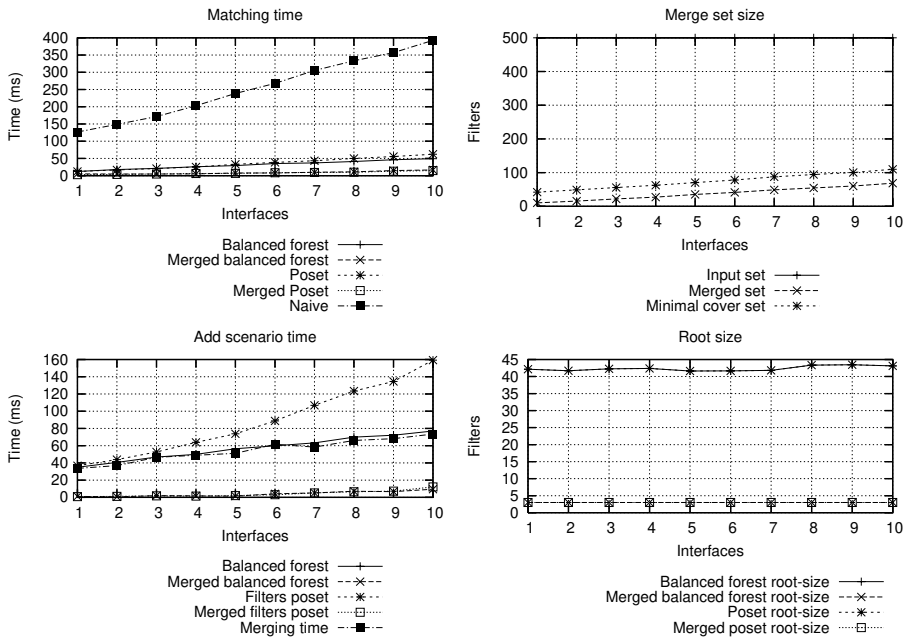 Matching time
400
350
300
250
200
150
100
50
0
Time (ms)
1 2 3 4 5 6 7 8 9 10
Interfaces
Balanced forest
Merged balanced forest
Poset
Merged Poset
Naive
Merge set size
500
400
300
200
100
0
Filters
1 2 3 4 5 6 7 8 9 10
Interfaces
Input set
Merged set
Minimal cover set
Add scenario time
160
140
120
100
80
60
40
20
0
Time (ms)
1 2 3 4 5 6 7 8 9 10
Interfaces
Balanced forest
Merged balanced forest
Filters poset
Merged filters poset
Merging time
Root size
45
40
35
30
25
20
15
10
5
0
Filters
1 2 3 4 5 6 7 8 9 10
Interfaces
Balanced forest root-size
Merged balanced forest root-size
Poset root-size
Merged poset root-size